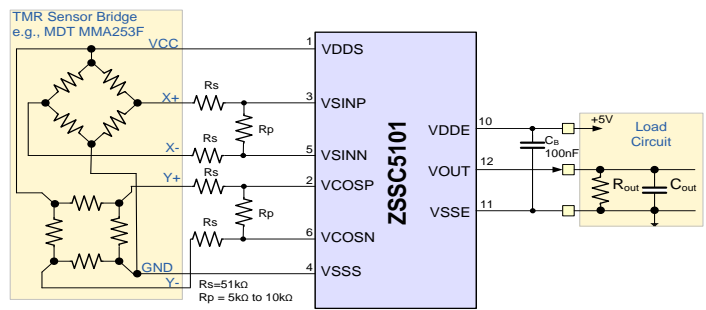 TMR Sensor Bridge
e.g., MDT MMA253F
VCC
X+
X-
Y+
GND
Y-
Rs
Rp
Rs
Rs
Rp
Rs
Rs=51kΩ
Rp = 5kΩ to 10kΩ
1
3
5
2
6
4
VDDS
VSINP
VSINN
VCOSP
VCOSN
VSSS
ZSSC5101
VDDE
VOUT
VSSE
10
12
11
CB
100nF
+5V
Load
Circuit
Rout
Cout